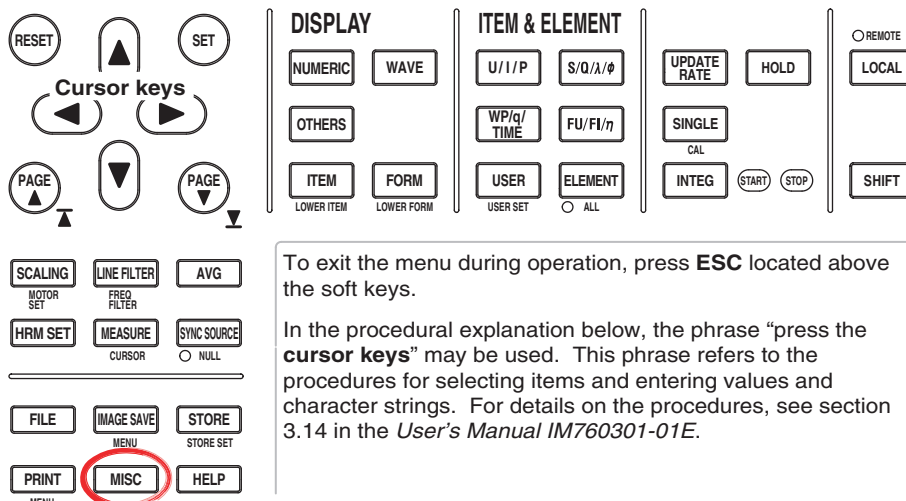 RESET
SET
Cursor keys
PAGE
PAGE
DISPLAY
NUMERIC
WAVE
OTHERS
ITEM
FORM
LOWER ITEM
LOWER FORM
ITEM & ELEMENT
U/I/P
S/Q/λ/φ
WP/q/
TIME
FU/FI/η
USER
ELEMENT
USER SET
ALL
UPDATE
RATE
HOLD
SINGLE
CAL
INTEG
START
STOP
REMOTE
LOCAL
SHIFT
SCALING
LINE FILTER
AVG
MOTOR
SET
FREQ
FILTER
HRM SET
MEASURE
SYNC SOURCE
CURSOR
NULL
FILE
IMAGE SAVE
STORE
MENU
STORE SET
PRINT
MISC
HELP
MENU
To exit the menu during operation, press ESC located above
the soft keys.
In the procedural explanation below, the phrase “press the
cursor keys” may be used. This phrase refers to the
procedures for selecting items and entering values and
character strings. For details on the procedures, see section
3.14 in the User’s Manual IM760301-01E.